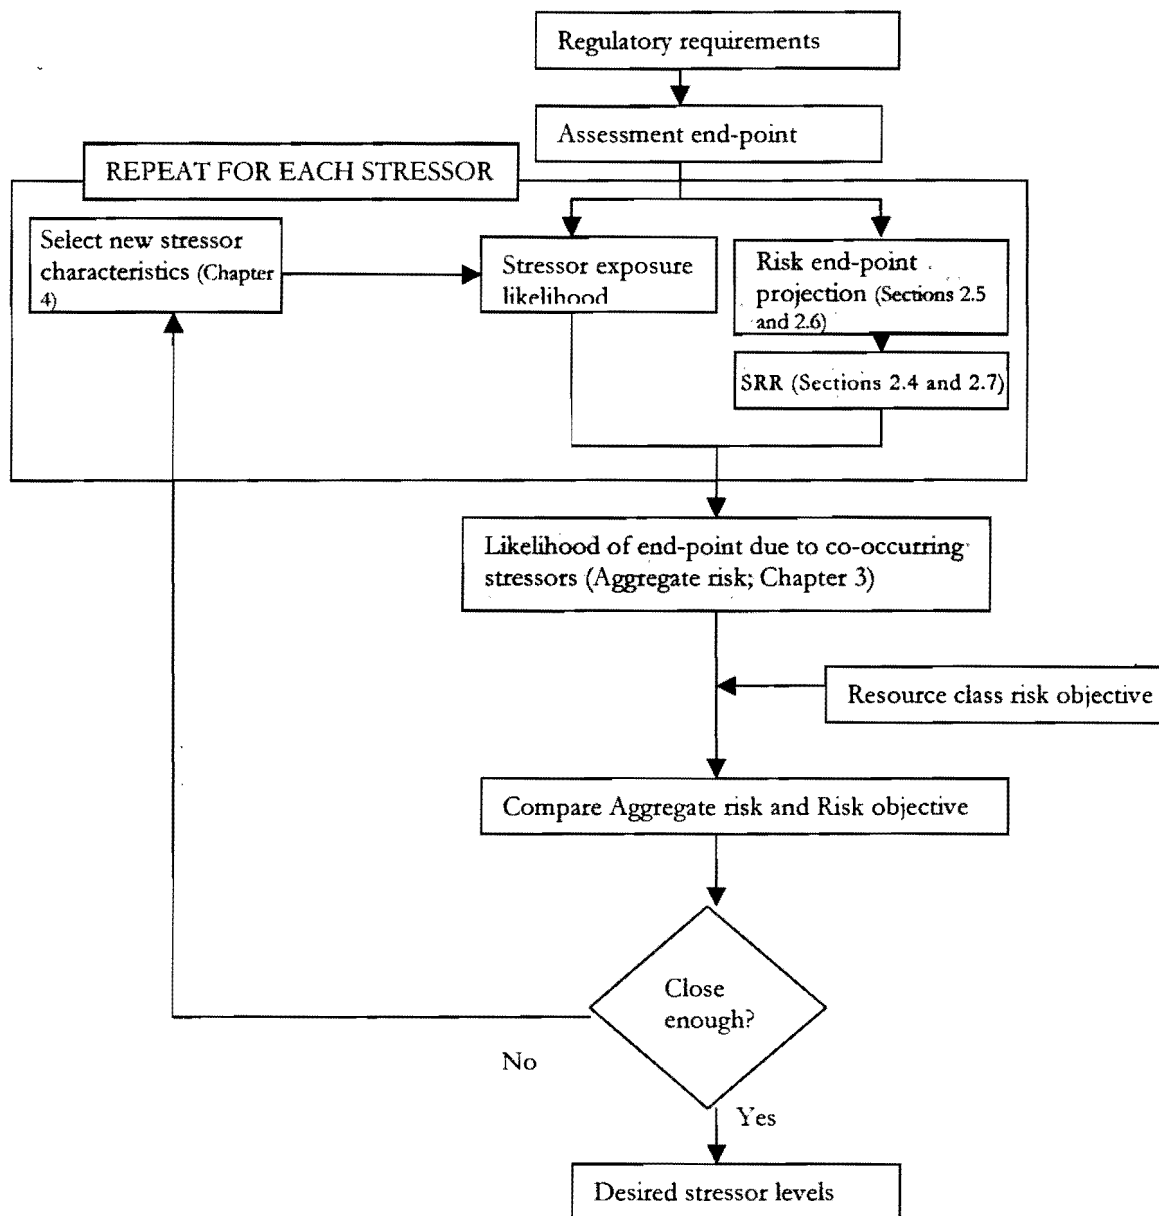 Regulatory requirements
Assessment end-point
REPEAT FOR EACH STRESSOR
Select new stressor
characteristics (Chapter
4)
Stressor exposure
likelihood
Risk end-point
projection (Sections 2.5
and 2.6)
SRR (Sections 2.4 and 2.7)
Likelihood of end-point due to co-occurring
stressors (Aggregate risk; Chapter 3)
Resource class risk objective
Compare Aggregate risk and Risk objective
Close
enough?
No
Yes
Desired stressor levels